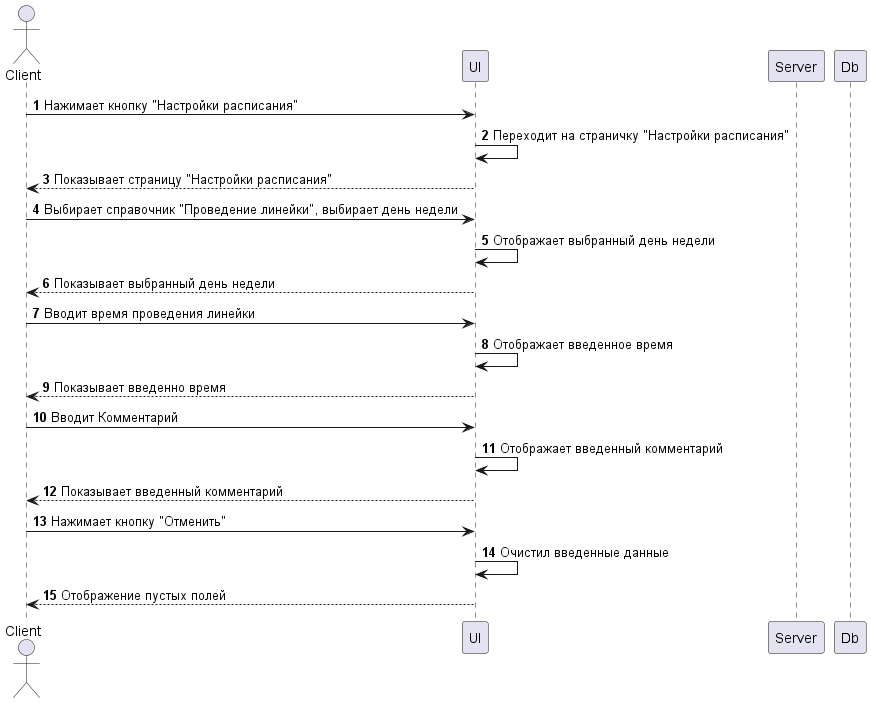 Client
UI
Server
Db
1 Нажимает кнопку "Настройки расписания"
2 Переходит на страничку "Настройки расписания"
3 Показывает страницу "Настройки расписания"
4 Выбирает справочник "Проведение линейки", выбирает день недели
5 Отображает выбранный день недели
6 Показывает выбранный день недели
7 Вводит время проведения линейки
8 Отображает введенное время
9 Показывает введенно время
10 Вводит Комментарий
11 Отображает введенный комментарий
12 Показывает введенный комментарий
13 Нажимает кнопку "Отменить"
14 Очистил введенные данные
15 Отображение пустых полей
Client
UI
Server
Db